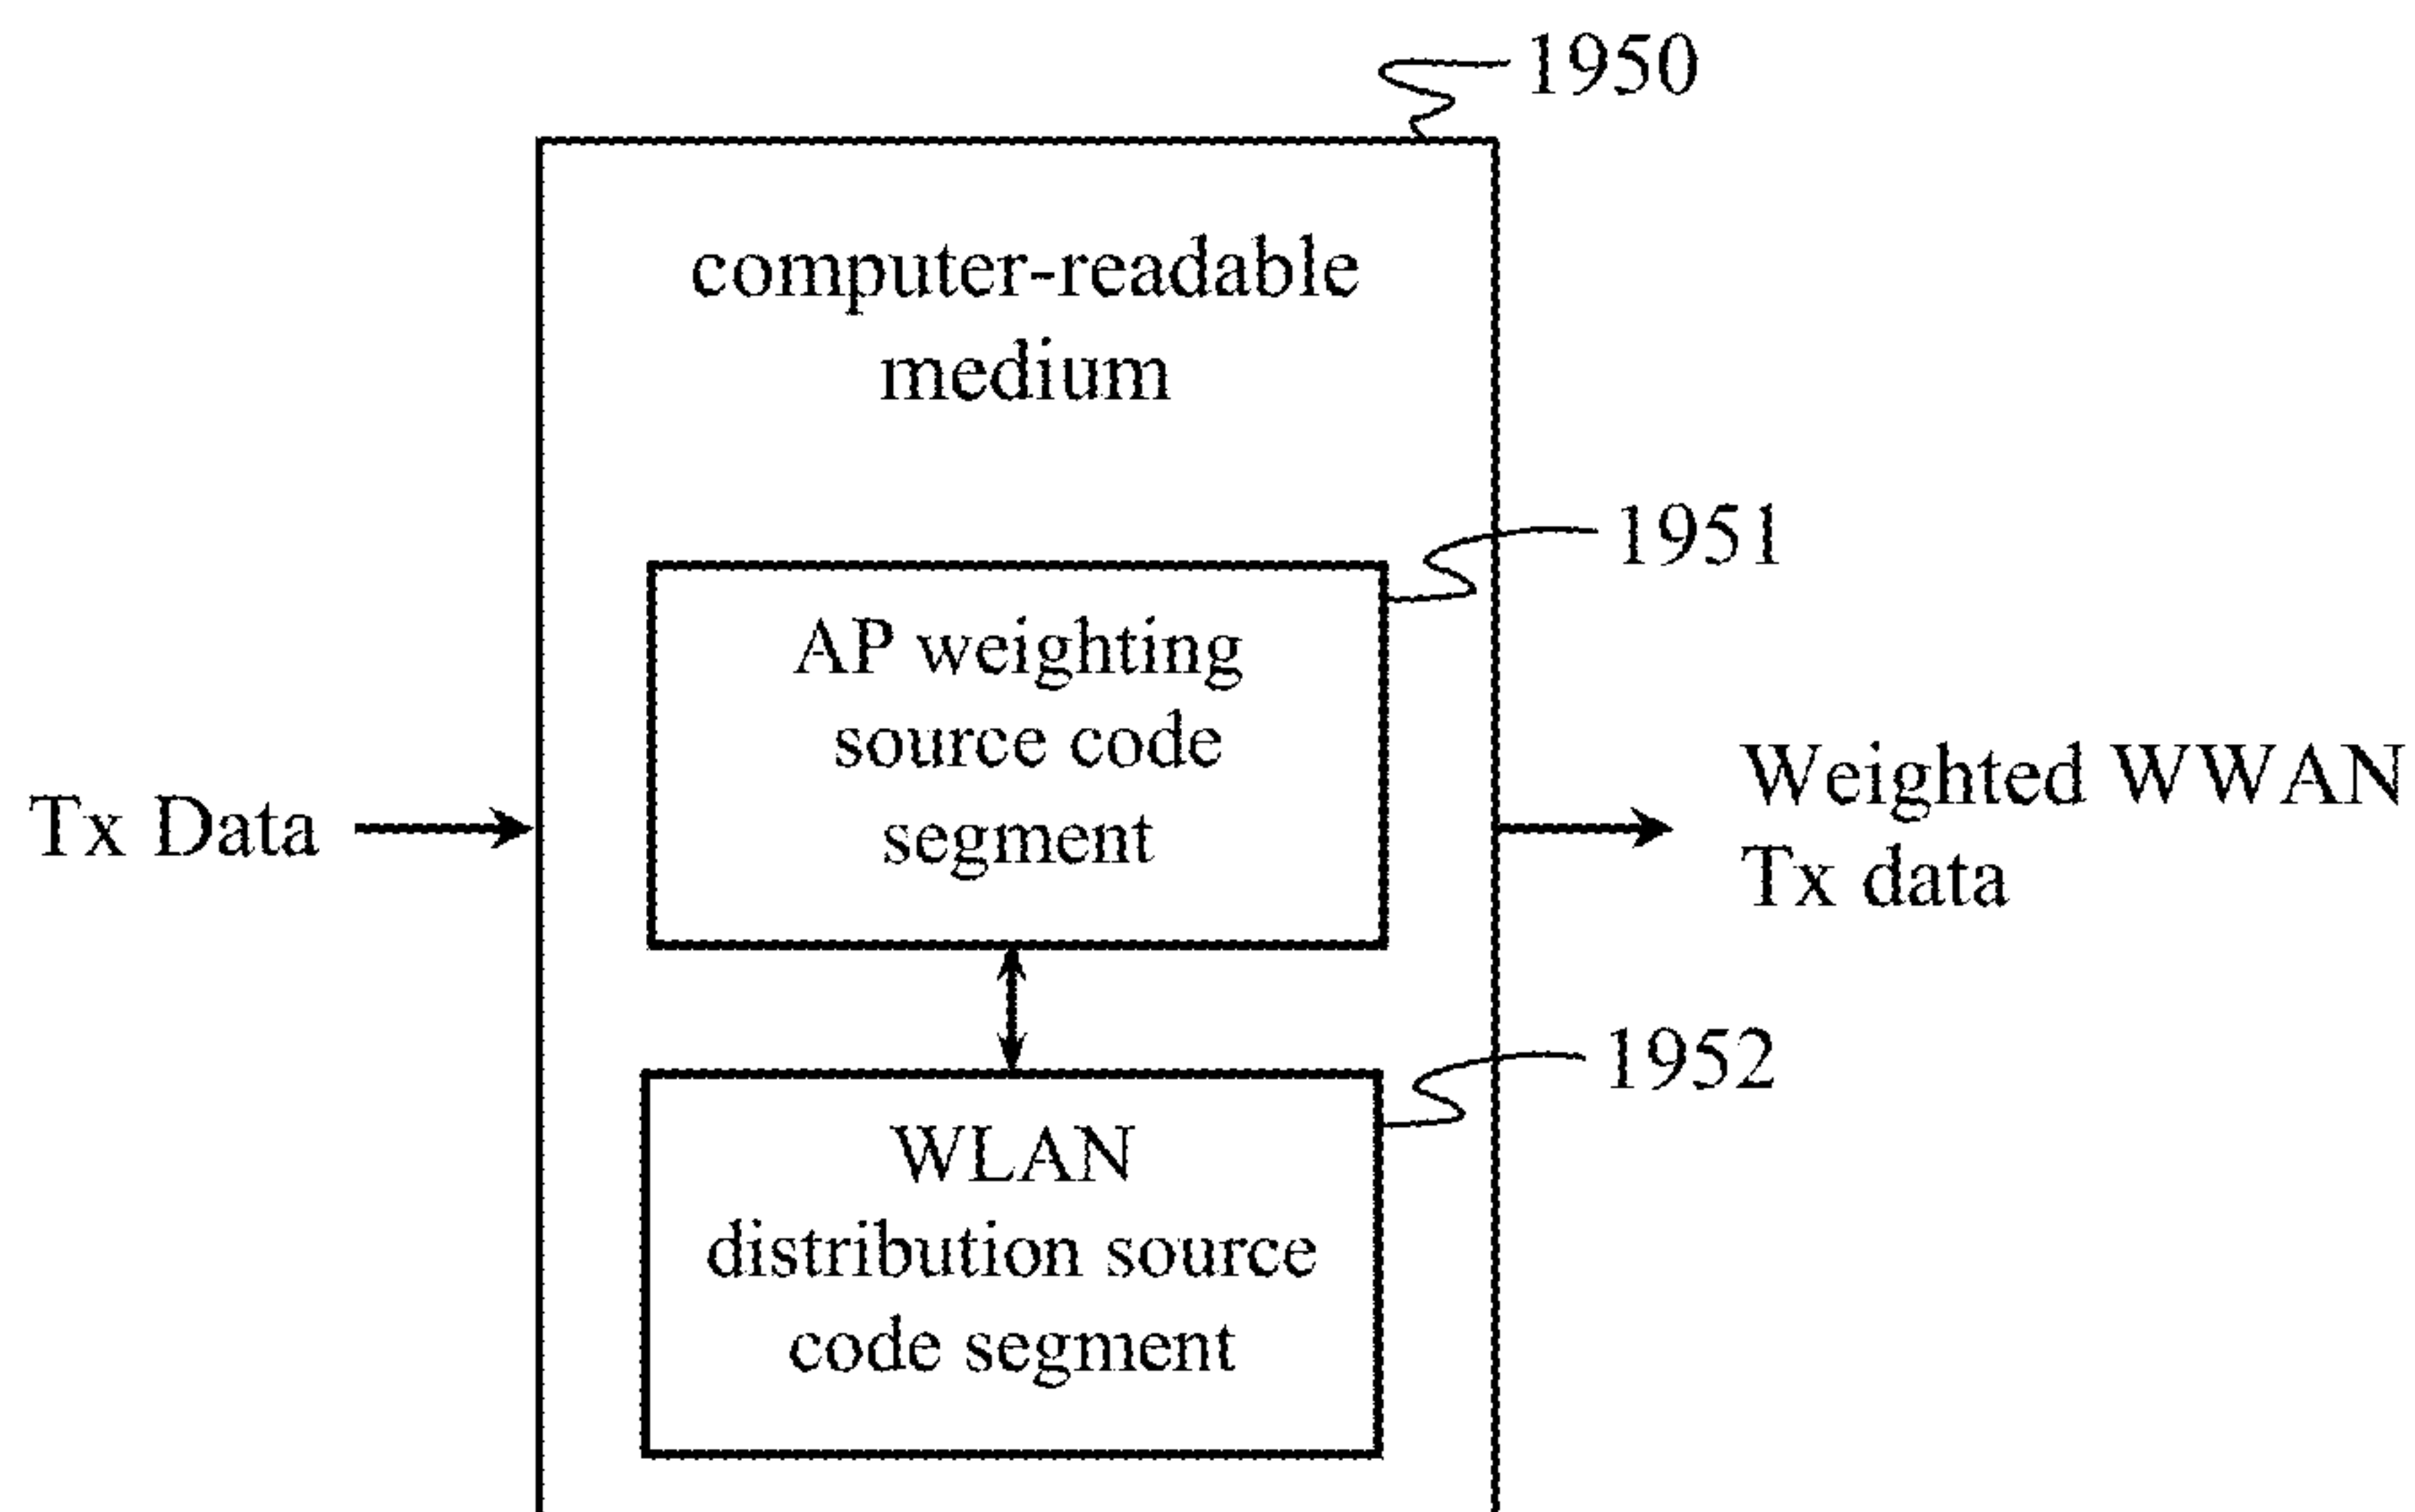 1950
computer-readable
medium
1951
AP weighting
source code
segment
Tx Data
Weighted WWAN
Tx data
1952
WLAN
distribution source
code segment